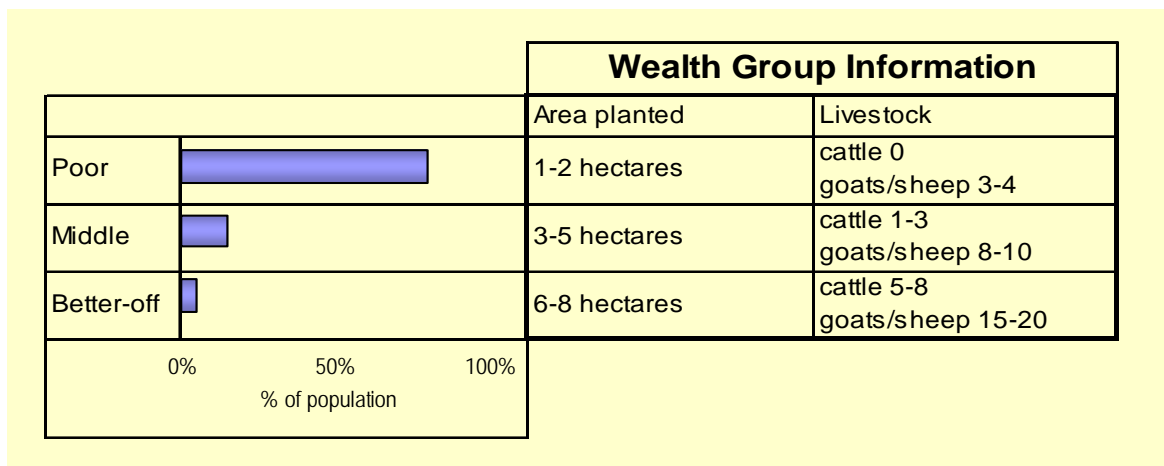 Wealth Group Information
Area planted Livestock
Poor 1-2 hectares cattle 0
goats/sheep 3-4
Middle 3-5 hectares cattle 1-3
goats/sheep 8-10
Better-off 6-8 hectares cattle 5-8
goats/sheep 15-20
0% 50% 100%
% of population